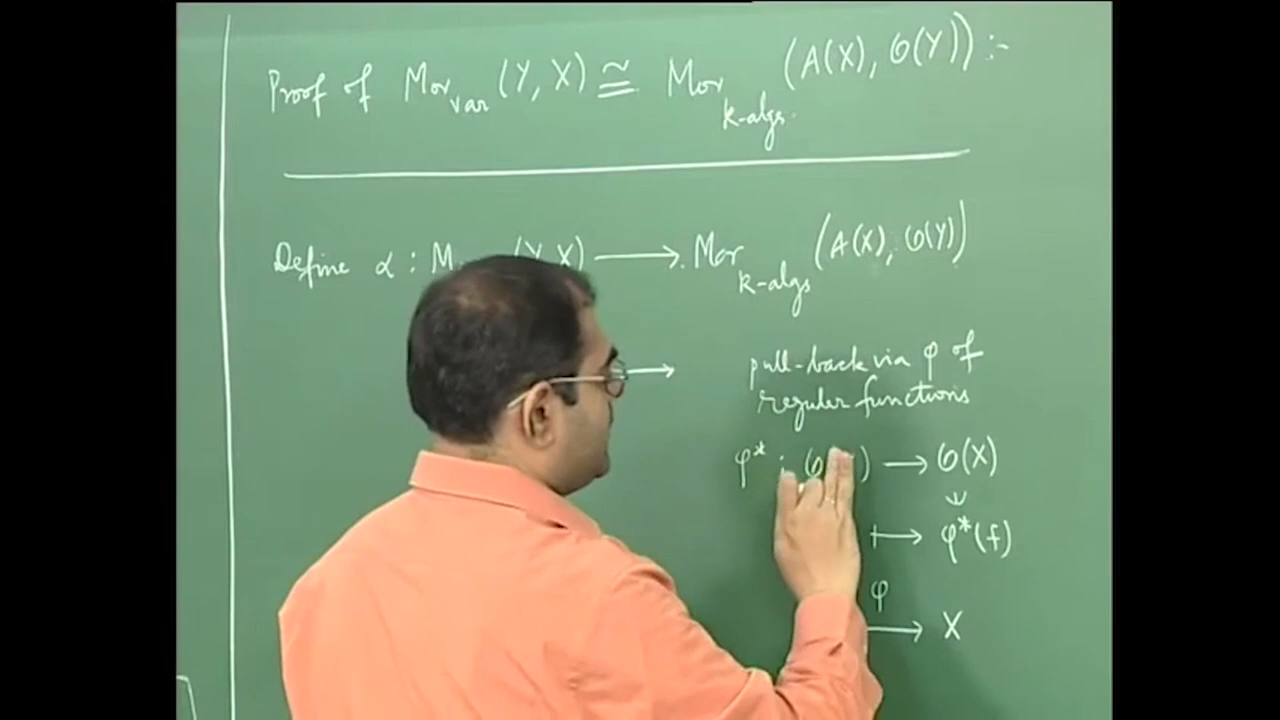 Proof of Mor_var (Y, X) ≅ Mor_k-algs. (A(X), O(Y)) :-
Define α : (Y, X) ⟶ Mor_k-algs (A(X), O(Y))
⟶ pull-back via φ of
regular functions
φ* : ) ⟶ O(X)
↦ φ*(f)
φ
⟶ X